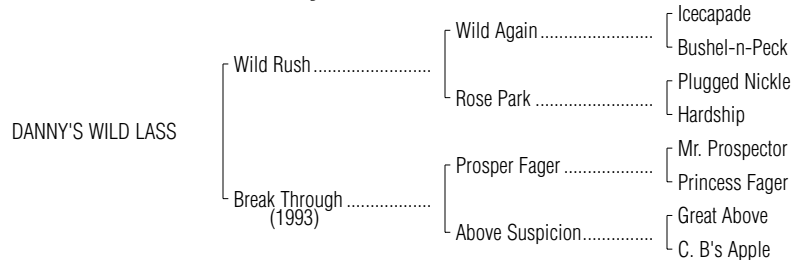 Icecapade
Wild Again........................
Bushel-n-Peck
Wild Rush.........................
Plugged Nickle
Rose Park .........................
Hardship
DANNY'S WILD LASS
Mr. Prospector
Prosper Fager ...................
Princess Fager
Break Through ..................
(1993)
Great Above
Above Suspicion...............
C. B's Apple